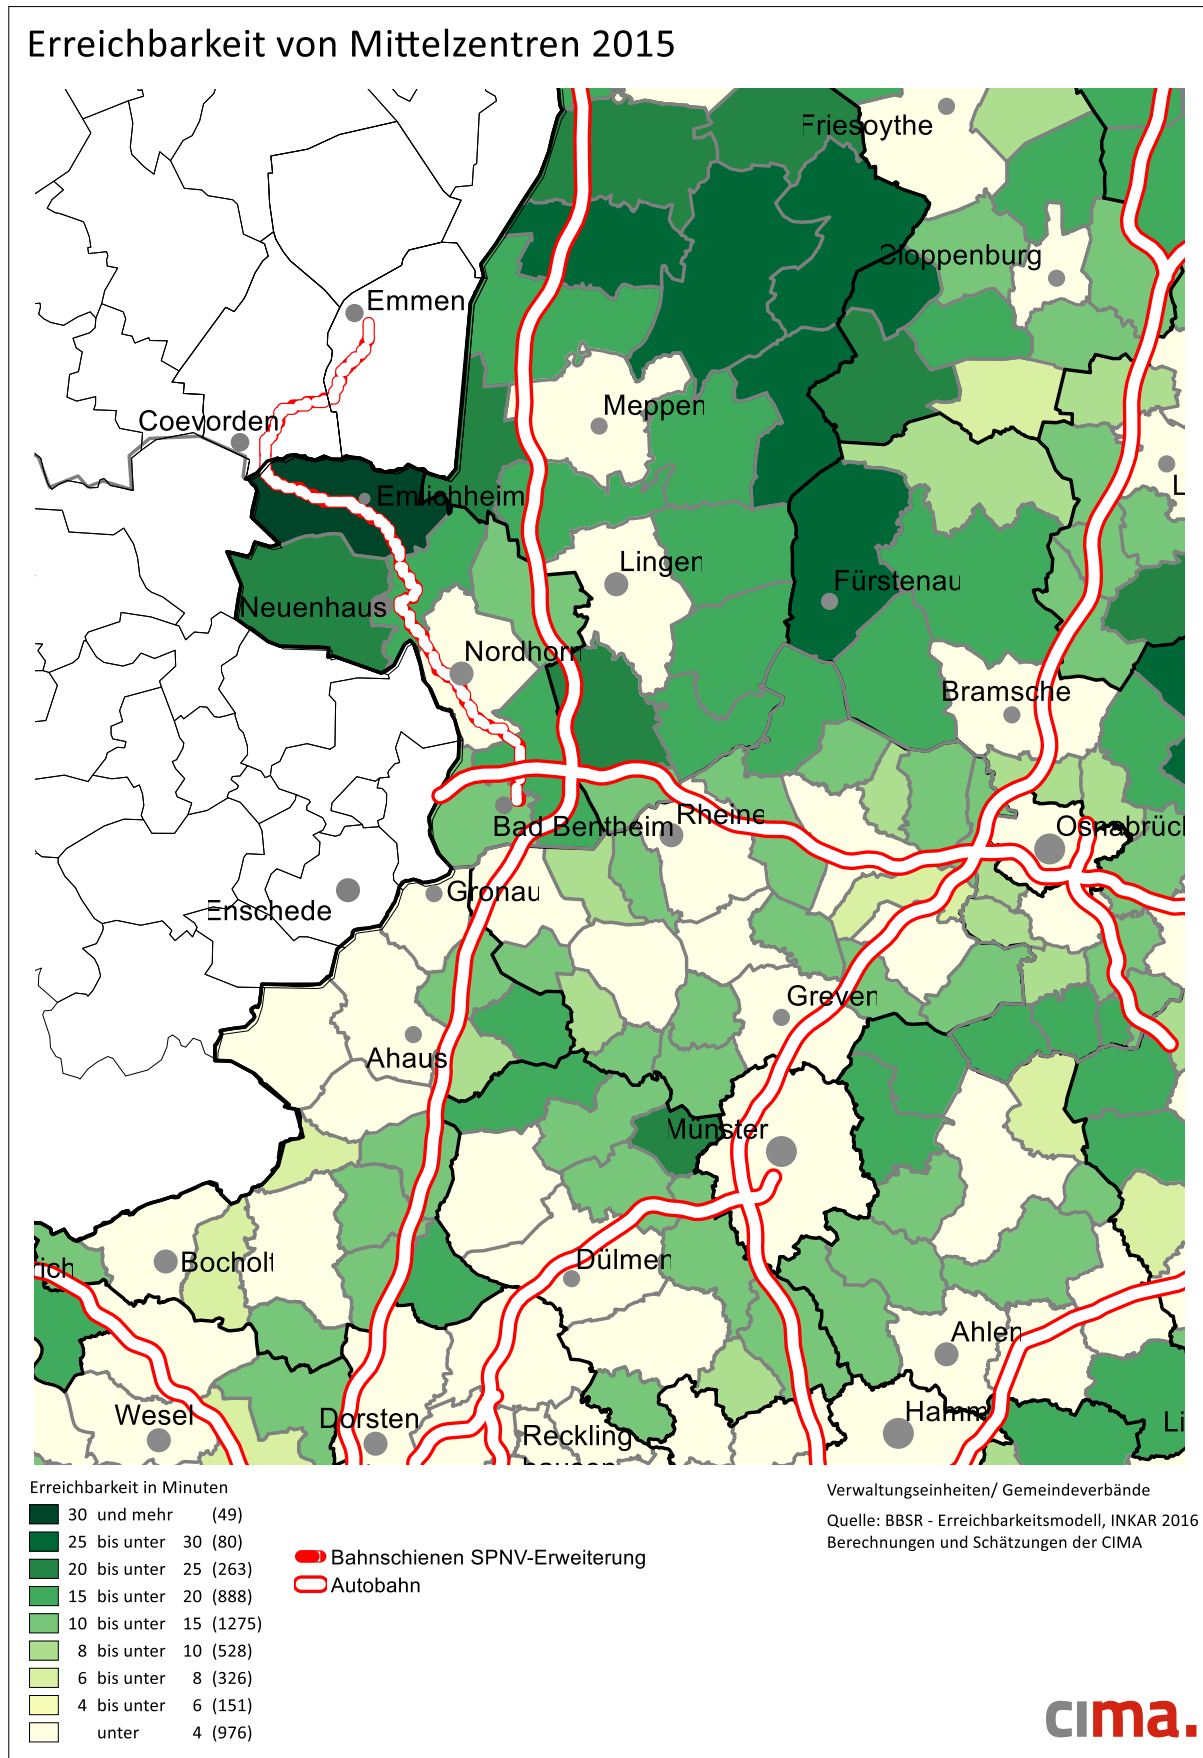 Erreichbarkeit von Mittelzentren 2015
Friesoythe
Cloppenburg
Emmen
Meppen
Coevorden
Emlichheim
L
Lingen
Fürstenau
Neuenhaus
Nordhorn
Bramsche
Rheine
Bad Bentheim
Osnabrück
Gronau
Enschede
Greven
Ahaus
Münster
Dülmen
rich
Bocholt
Ahlen
Wesel
Dorsten
Hamm
Li
Reckling
hausen
Erreichbarkeit in Minuten
30 und mehr (49)
25 bis unter 30 (80)
20 bis unter 25 (263)
15 bis unter 20 (888)
10 bis unter 15 (1275)
8 bis unter 10 (528)
6 bis unter 8 (326)
4 bis unter 6 (151)
unter 4 (976)
Bahnschienen SPNV-Erweiterung
Autobahn
Verwaltungseinheiten/ Gemeindeverbände
Quelle: BBSR - Erreichbarkeitsmodell, INKAR 2016
Berechnungen und Schätzungen der CIMA
cima.